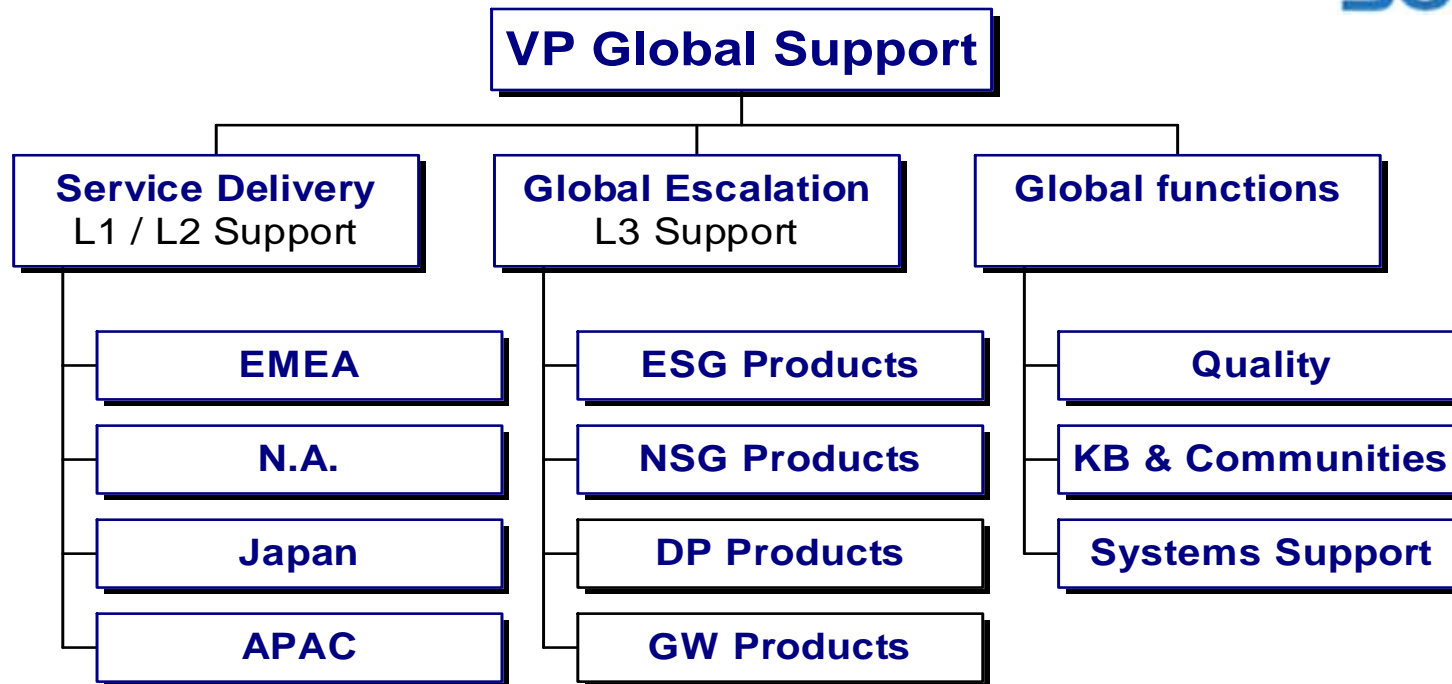 VP Global Support
Service Delivery
L1 / L2 Support
EMEA
N.A.
Japan
APAC
Global Escalation
L3 Support
ESG Products
NSG Products
DP Products
GW Products
Global functions
Quality
KB & Communities
Systems Support